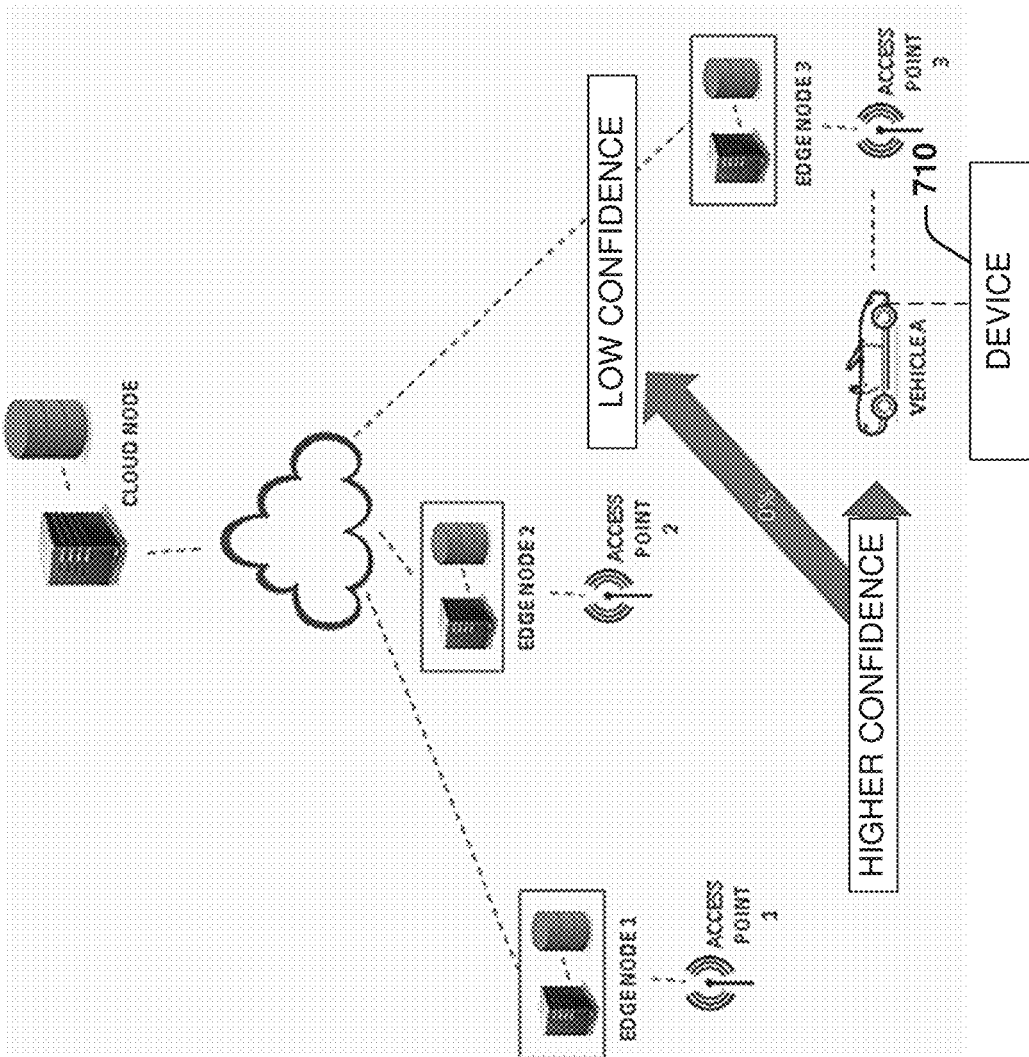 CLOUD NODE
EDGE NODE 1
ACCESS
POINT
1
EDGE NODE 2
ACCESS
POINT
2
LOW CONFIDENCE
EDGE NODE 3
ACCESS
POINT
3
HIGHER CONFIDENCE
VEHICLE A
710
DEVICE